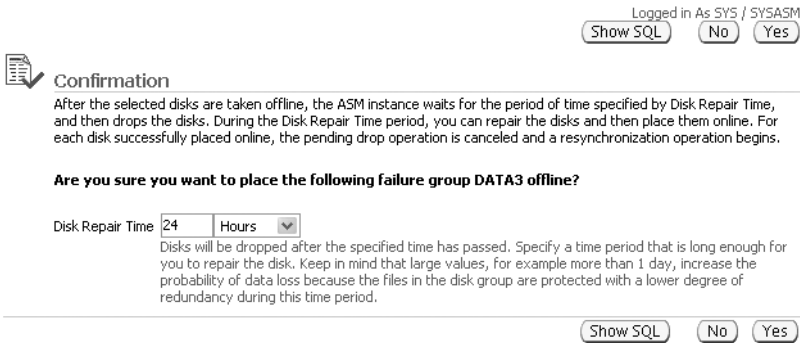 Logged in As SYS / SYSASM
Show SQL No Yes
Confirmation
After the selected disks are taken offline, the ASM instance waits for the period of time specified by Disk Repair Time,
and then drops the disks. During the Disk Repair Time period, you can repair the disks and then place them online. For
each disk successfully placed online, the pending drop operation is canceled and a resynchronization operation begins.
Are you sure you want to place the following failure group DATA3 offline?
Disk Repair Time 24 Hours
Disks will be dropped after the specified time has passed. Specify a time period that is long enough for
you to repair the disk. Keep in mind that large values, for example more than 1 day, increase the
probability of data loss because the files in the disk group are protected with a lower degree of
redundancy during this time period.
Show SQL No Yes